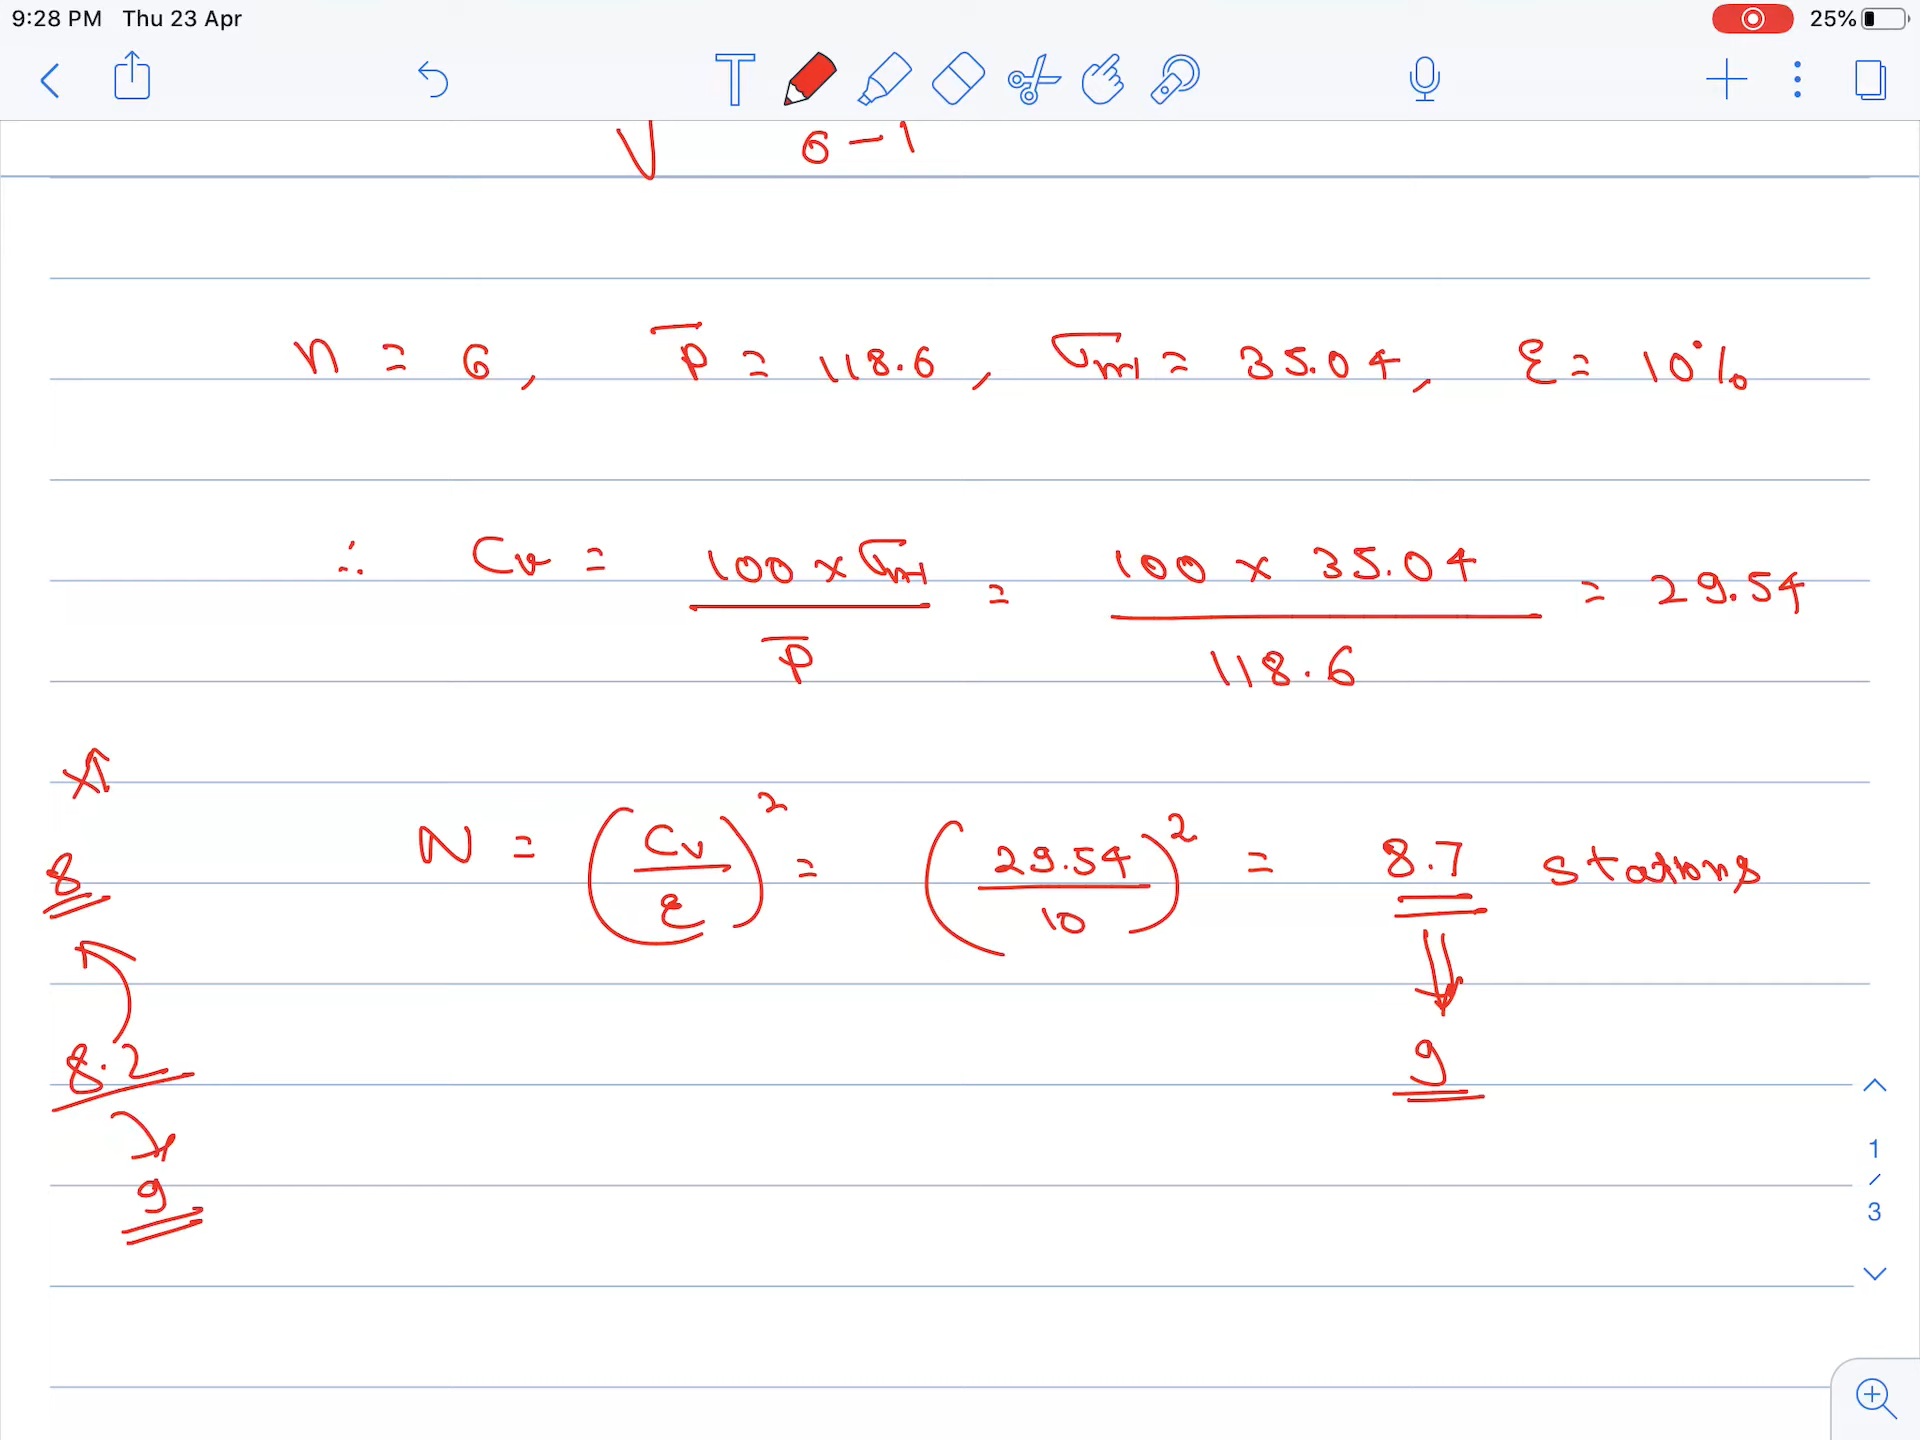 9:28 PM Thu 23 Apr 25%
T
√ 6-1
n = 6, p̅ = 118.6, σm = 35.04, ε = 10%
∴ Cv = 100 × σm / p̅ = 100 × 35.04 / 118.6 = 29.54
N = (Cv / ε)² = (29.54 / 10)² = 8.7 stations
8
8.2
9
9
1
/
3